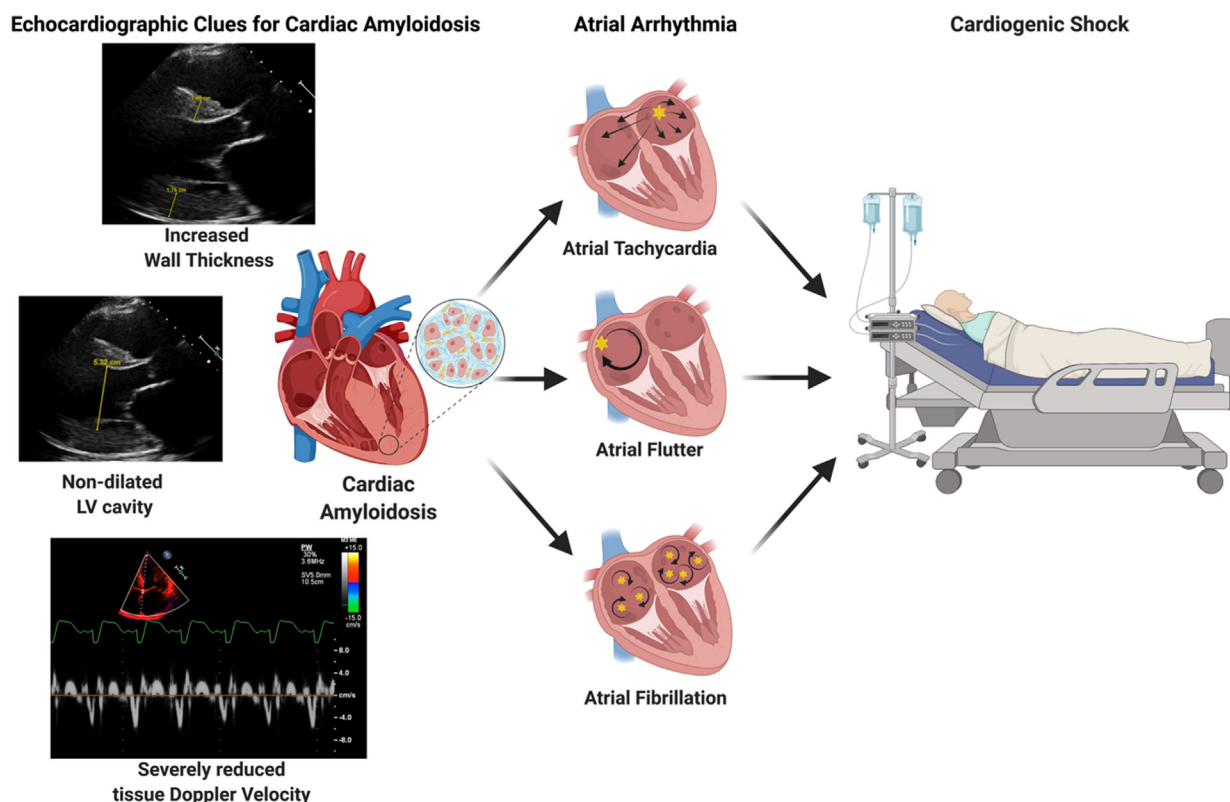 Echocardiographic Clues for Cardiac Amyloidosis
Atrial Arrhythmia
Cardiogenic Shock
Increased
Wall Thickness
Atrial Tachycardia
5.32 cm
Non-dilated
LV cavity
Cardiac
Amyloidosis
Atrial Flutter
PW
30%
3.6MHz
SV5.0mm
10.5cm
M3 M6
+15.0
-15.0
cm/s
8.0
4.0
cm/s
-4.0
-8.0
Atrial Fibrillation
Severely reduced
tissue Doppler Velocity